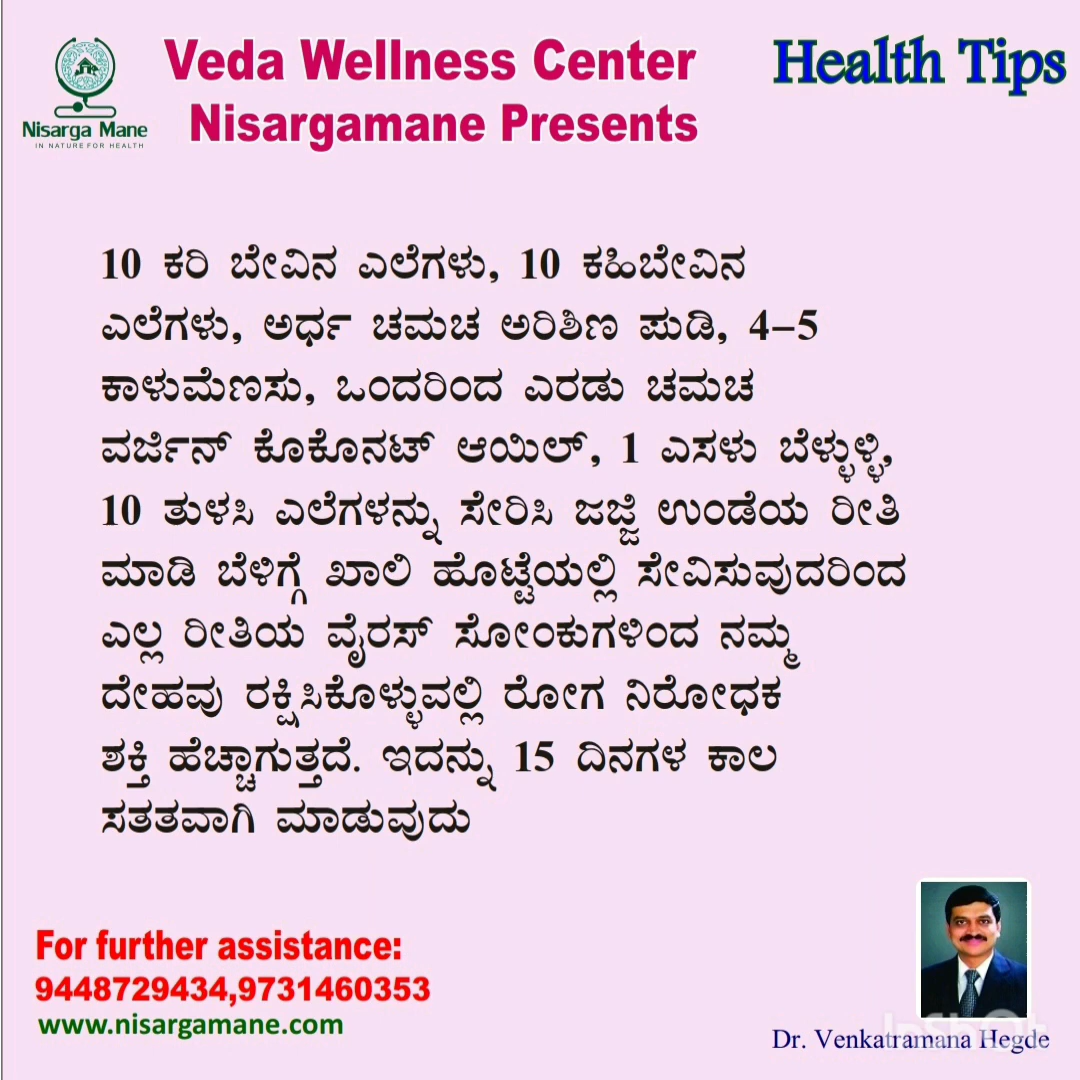 Veda Wellness Center
Health Tips
Nisargamane Presents
Nisarga Mane
IN NATURE FOR HEALTH
10 ಕರಿ ಬೇವಿನ ಎಲೆಗಳು, 10 ಕಹಿಬೇವಿನ
ಎಲೆಗಳು, ಅರ್ಧ ಚಮಚ ಅರಿಶಿಣ ಪುಡಿ, 4-5
ಕಾಳುಮೆಣಸು, ಒಂದರಿಂದ ಎರಡು ಚಮಚ
ವರ್ಜಿನ್ ಕೊಕೊನಟ್ ಆಯಿಲ್, 1 ಎಸಳು ಬೆಳ್ಳುಳ್ಳಿ,
10 ತುಳಸಿ ಎಲೆಗಳನ್ನು ಸೇರಿಸಿ ಜಜ್ಜಿ ಉಂಡೆಯ ರೀತಿ
ಮಾಡಿ ಬೆಳಿಗ್ಗೆ ಖಾಲಿ ಹೊಟ್ಟೆಯಲ್ಲಿ ಸೇವಿಸುವುದರಿಂದ
ಎಲ್ಲ ರೀತಿಯ ವೈರಸ್ ಸೋಂಕುಗಳಿಂದ ನಮ್ಮ
ದೇಹವು ರಕ್ಷಿಸಿಕೊಳ್ಳುವಲ್ಲಿ ರೋಗ ನಿರೋಧಕ
ಶಕ್ತಿ ಹೆಚ್ಚಾಗುತ್ತದೆ. ಇದನ್ನು 15 ದಿನಗಳ ಕಾಲ
ಸತತವಾಗಿ ಮಾಡುವುದು
For further assistance:
9448729434,9731460353
www.nisargamane.com
InShOt
Dr. Venkatramana Hegde